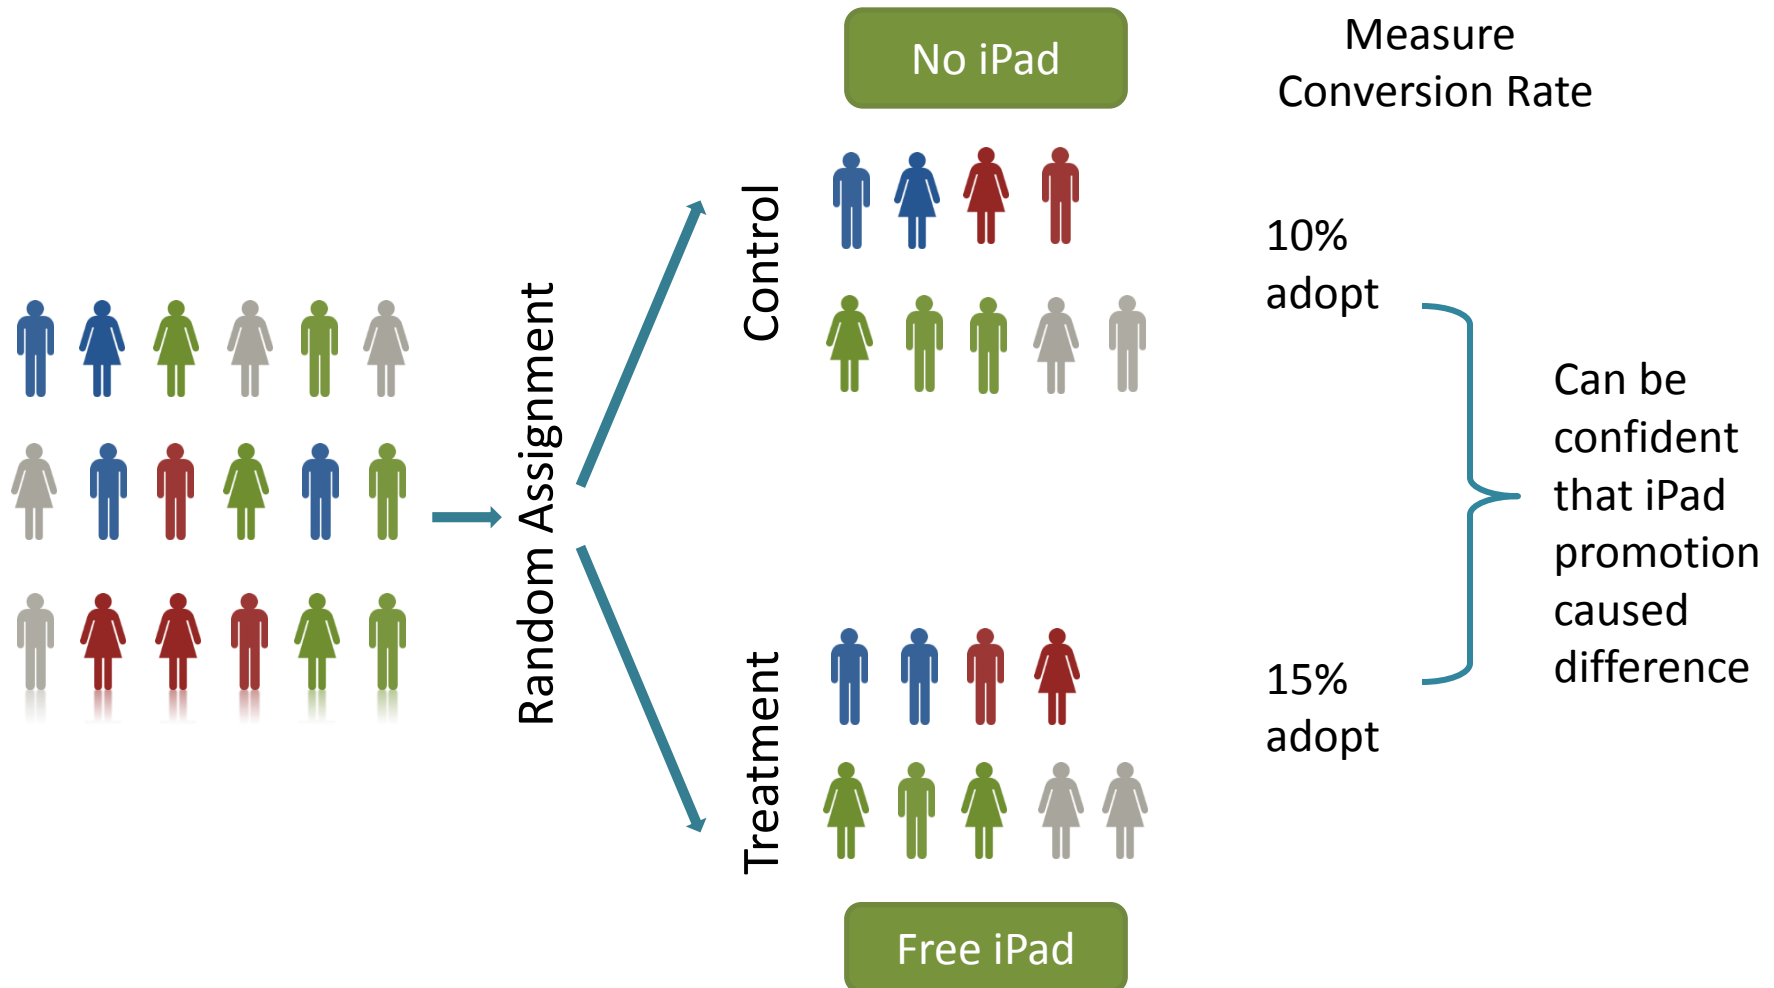 No iPad
Measure
Conversion Rate
Random Assignment
Control
10%
adopt
Can be
confident
that iPad
promotion
caused
difference
Treatment
15%
adopt
Free iPad